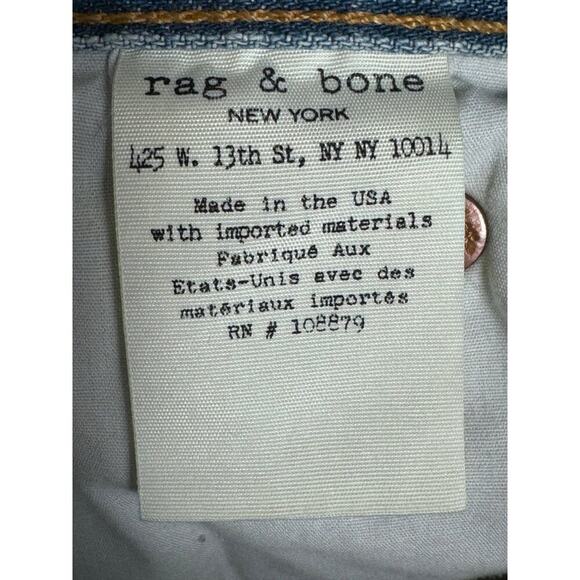 rag & bone
NEW YORK
425 W. 13th St, NY NY 10014
Made in the USA
with imported materials
Fabriqué Aux
Etats-Unis avec des
matériaux importés
RN # 108879